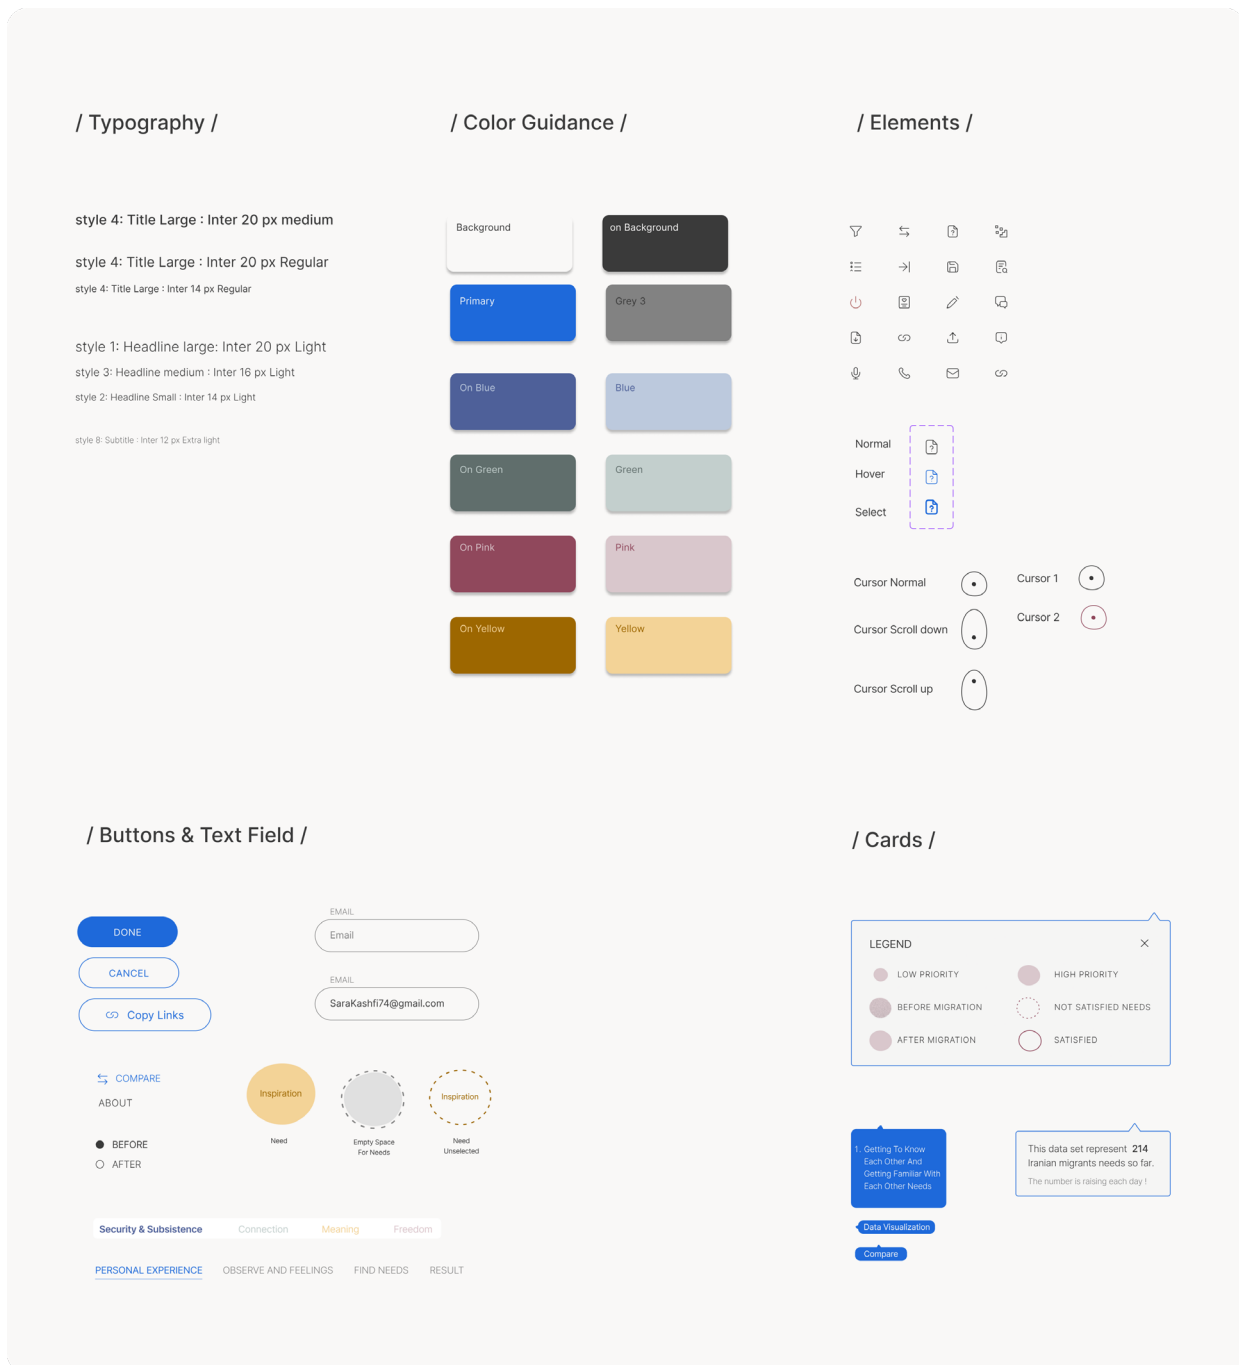 / Typography /
style 4: Title Large : Inter 20 px medium
style 4: Title Large : Inter 20 px Regular
style 4: Title Large : Inter 14 px Regular
style 1: Headline large: Inter 20 px Light
style 3: Headline medium : Inter 16 px Light
style 2: Headline Small : Inter 14 px Light
style 8: Subtitle : Inter 12 px Extra light
/ Color Guidance /
Background
on Background
Primary
Grey 3
On Blue
Blue
On Green
Green
On Pink
Pink
On Yellow
Yellow
/ Elements /
Normal
Hover
Select
Cursor Normal
Cursor 1
Cursor 2
Cursor Scroll down
Cursor Scroll up
/ Buttons & Text Field /
DONE
CANCEL
Copy Links
EMAIL
Email
EMAIL
SaraKashfi74@gmail.com
COMPARE
ABOUT
BEFORE
AFTER
Inspiration
Need
Empty Space
For Needs
Inspiration
Need
Unselected
Security & Subsistence Connection Meaning Freedom
PERSONAL EXPERIENCE OBSERVE AND FEELINGS FIND NEEDS RESULT
/ Cards /
LEGEND
LOW PRIORITY
HIGH PRIORITY
BEFORE MIGRATION
NOT SATISFIED NEEDS
AFTER MIGRATION
SATISFIED
1. Getting To Know
Each Other And
Getting Familiar With
Each Other Needs
Data Visualization
Compare
This data set represent 214
Iranian migrants needs so far.
The number is raising each day !